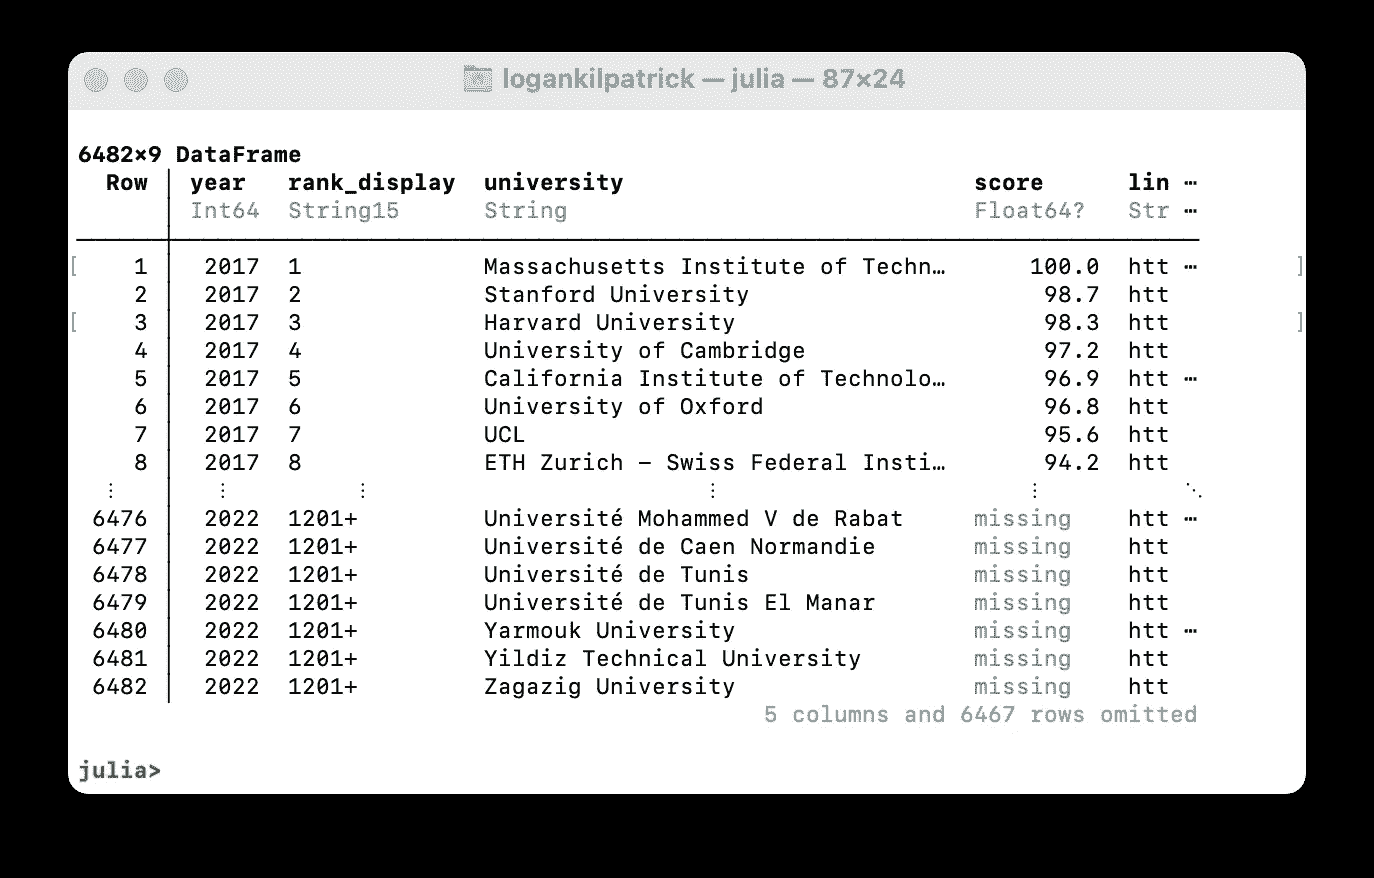 logankilpatrick — julia — 87×24
6482×9 DataFrame
Row │ year rank_display university score lin ⋯
│ Int64 String15 String Float64? Str ⋯
[ 1 │ 2017 1 Massachusetts Institute of Techn… 100.0 htt ⋯ ]
2 │ 2017 2 Stanford University 98.7 htt
[ 3 │ 2017 3 Harvard University 98.3 htt ]
4 │ 2017 4 University of Cambridge 97.2 htt
5 │ 2017 5 California Institute of Technolo… 96.9 htt ⋯
6 │ 2017 6 University of Oxford 96.8 htt
7 │ 2017 7 UCL 95.6 htt
8 │ 2017 8 ETH Zurich – Swiss Federal Insti… 94.2 htt
⋮ │ ⋮ ⋮ ⋮ ⋮ ⋱
6476 │ 2022 1201+ Université Mohammed V de Rabat missing htt ⋯
6477 │ 2022 1201+ Université de Caen Normandie missing htt
6478 │ 2022 1201+ Université de Tunis missing htt
6479 │ 2022 1201+ Université de Tunis El Manar missing htt
6480 │ 2022 1201+ Yarmouk University missing htt ⋯
6481 │ 2022 1201+ Yildiz Technical University missing htt
6482 │ 2022 1201+ Zagazig University missing htt
5 columns and 6467 rows omitted
julia>